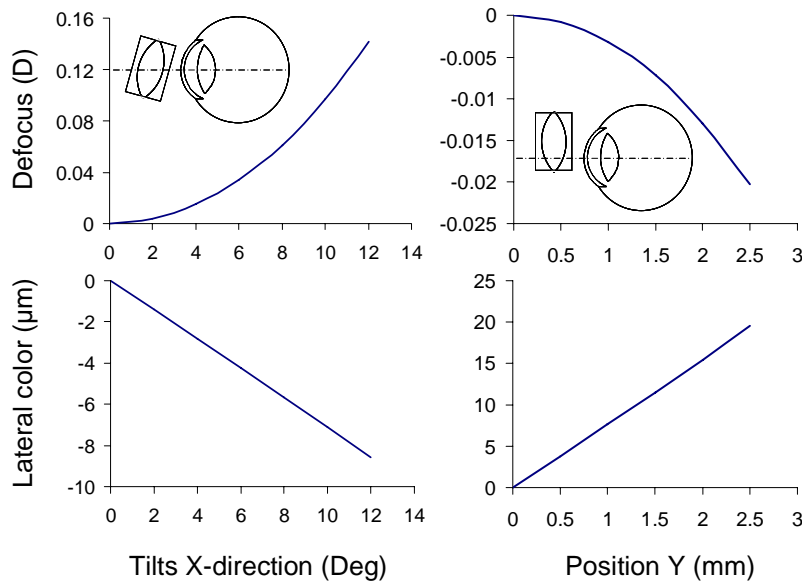 Defocus (D)
0.16
0.12
0.08
0.04
0
0 2 4 6 8 10 12 14
0
-0.005
-0.01
-0.015
-0.02
-0.025
0 0.5 1 1.5 2 2.5 3
Lateral color (µm)
0
-2
-4
-6
-8
-10
0 2 4 6 8 10 12 14
Tilts X-direction (Deg)
25
20
15
10
5
0
0 0.5 1 1.5 2 2.5 3
Position Y (mm)